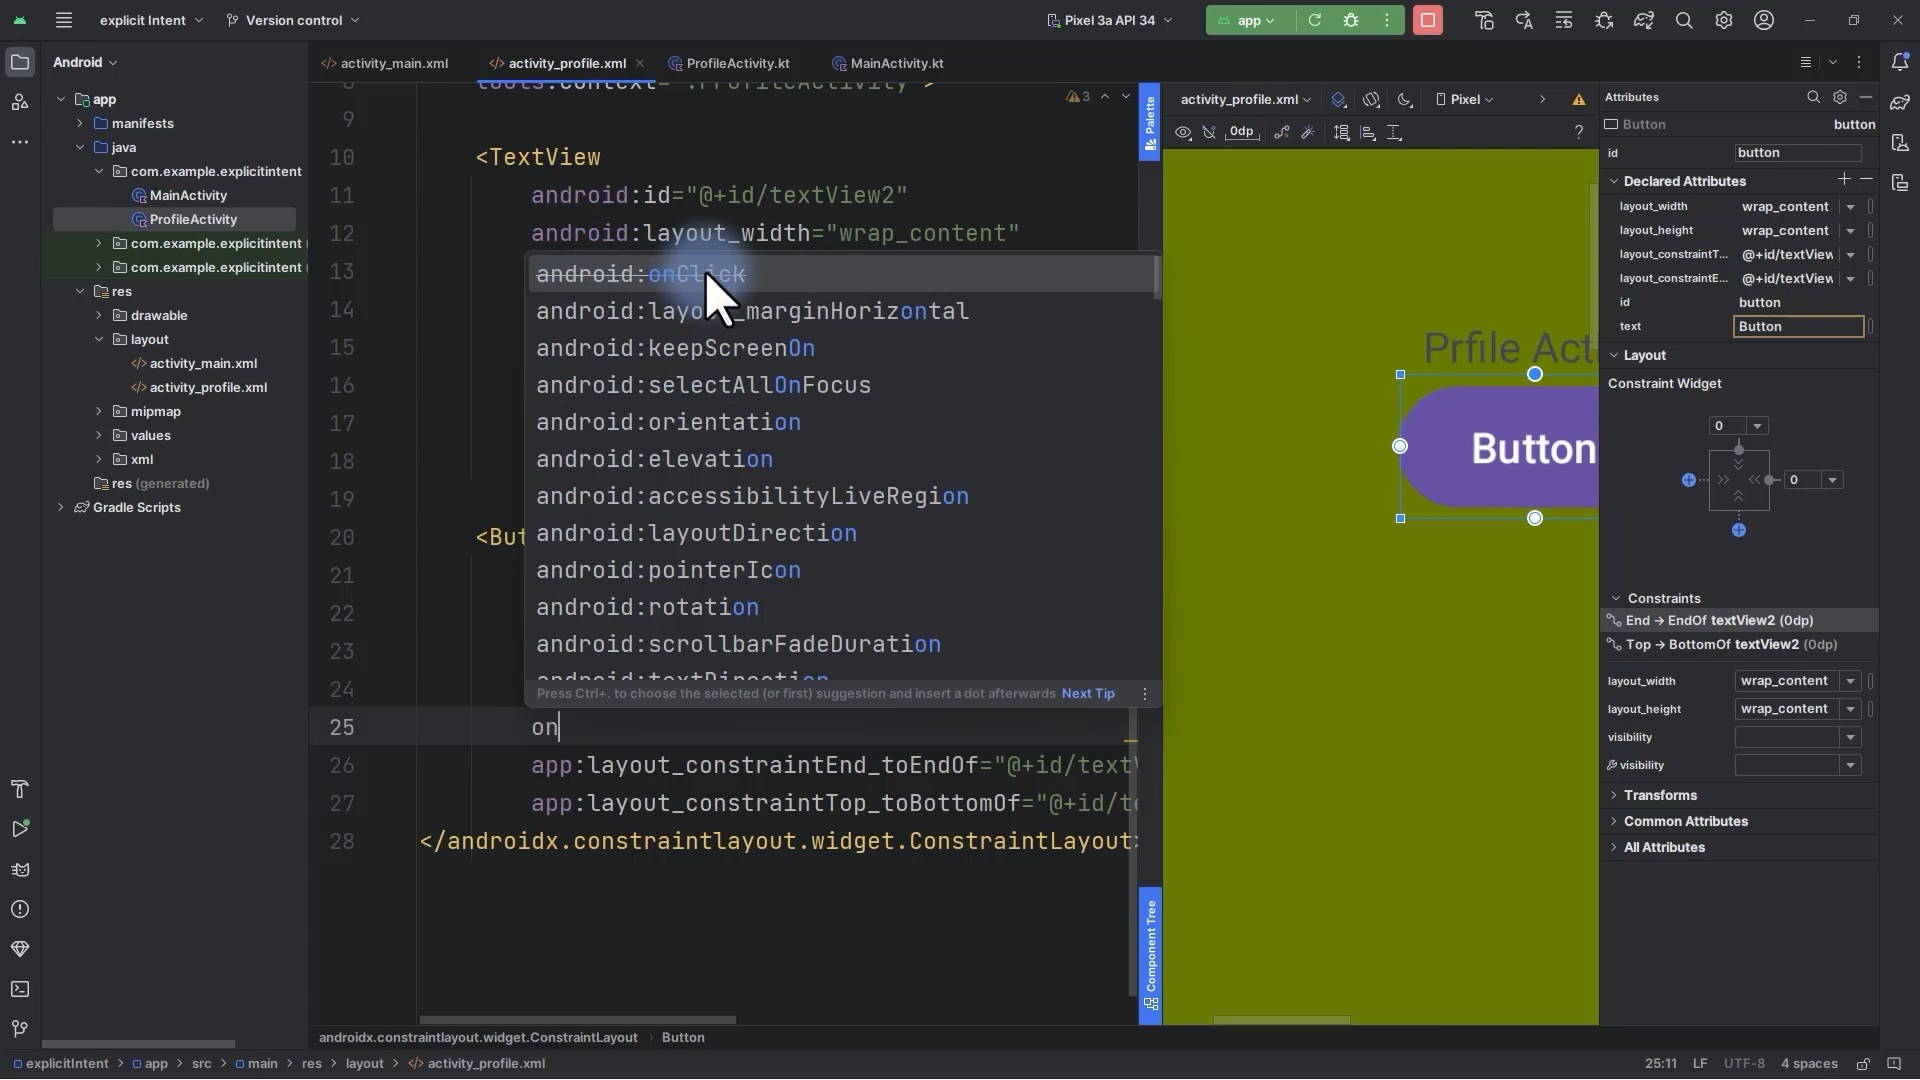 explicit Intent
Version control
Pixel 3a API 34
app
Android
activity_main.xml
activity_profile.xml
ProfileActivity.kt
MainActivity.kt
app
manifests
java
com.example.explicitintent
MainActivity
ProfileActivity
com.example.explicitintent
com.example.explicitintent
res
drawable
layout
activity_main.xml
activity_profile.xml
mipmap
values
xml
res (generated)
Gradle Scripts
8 tools:context=".ProfileActivity">
3
9
10 <TextView
11 android:id="@+id/textView2"
12 android:layout_width="wrap_content"
13
14
15
16
17
18
19
20 <But
21
22
23
24
25 on
26 app:layout_constraintEnd_toEndOf="@+id/text
27 app:layout_constraintTop_toBottomOf="@+id/te
28 </androidx.constraintlayout.widget.ConstraintLayout>
android:onClick
android:layout_marginHorizontal
android:keepScreenOn
android:selectAllOnFocus
android:orientation
android:elevation
android:accessibilityLiveRegion
android:layoutDirection
android:pointerIcon
android:rotation
android:scrollbarFadeDuration
android:textDirection
Press Ctrl+. to choose the selected (or first) suggestion and insert a dot afterwards Next Tip
androidx.constraintlayout.widget.ConstraintLayout > Button
Palette
Component Tree
activity_profile.xml
Pixel
0dp
?
Prfile Acti
Button
Attributes
Button button
id button
Declared Attributes
layout_width wrap_content
layout_height wrap_content
layout_constraintT... @+id/textView
layout_constraintE... @+id/textView
id button
text Button
Layout
Constraint Widget
0
0
Constraints
End → EndOf textView2 (0dp)
Top → BottomOf textView2 (0dp)
layout_width wrap_content
layout_height wrap_content
visibility
visibility
Transforms
Common Attributes
All Attributes
explicitIntent > app > src > main > res > layout > activity_profile.xml
25:11 LF UTF-8 4 spaces